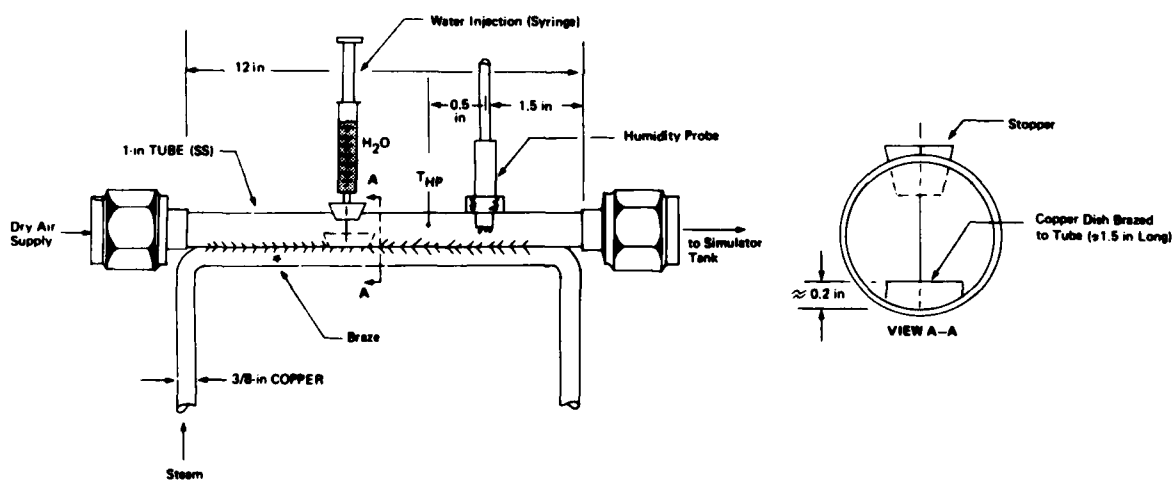 Water Injection (Syringe)
12 in
0.5
in
1.5 in
H₂O
Humidity Probe
1-in TUBE (SS)
A
T_HP
Dry Air
Supply
to Simulator
Tank
A
Braze
3/8-in COPPER
Steam
Stopper
Copper Dish Brazed
to Tube (≈1.5 in Long)
≈ 0.2 in
VIEW A–A